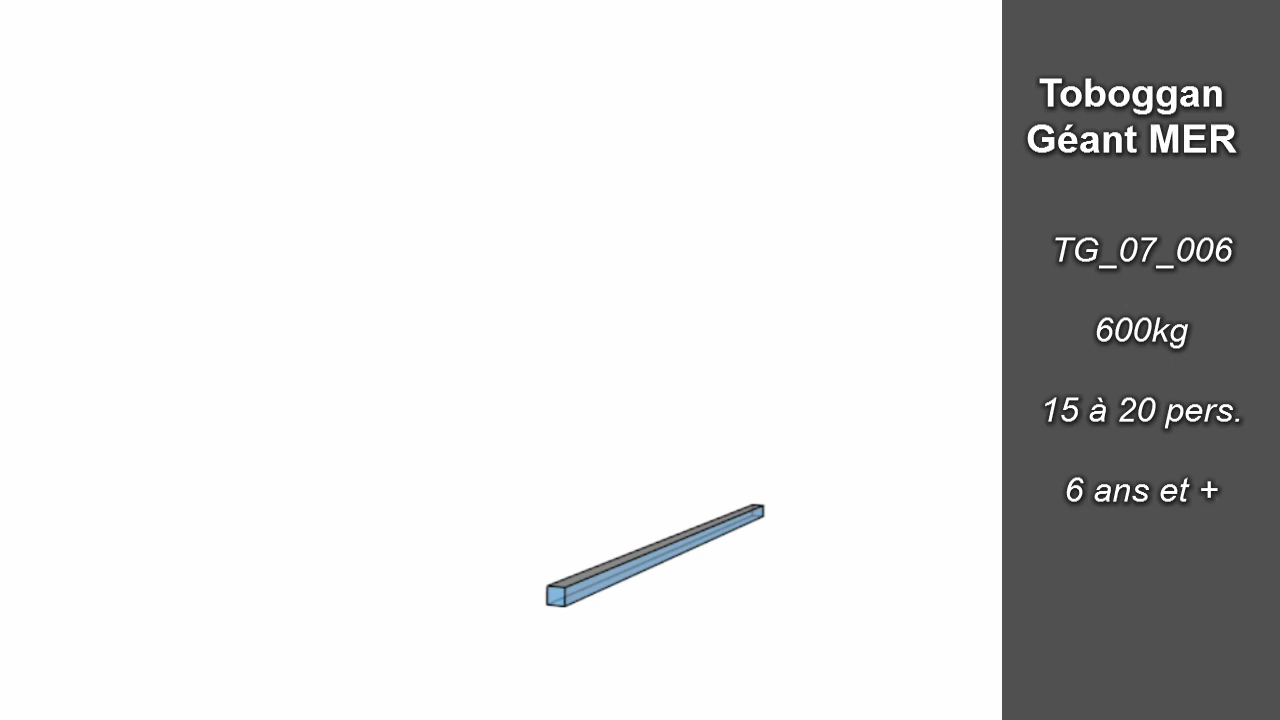 Toboggan
Géant MER
TG_07_006
600kg
15 à 20 pers.
6 ans et +